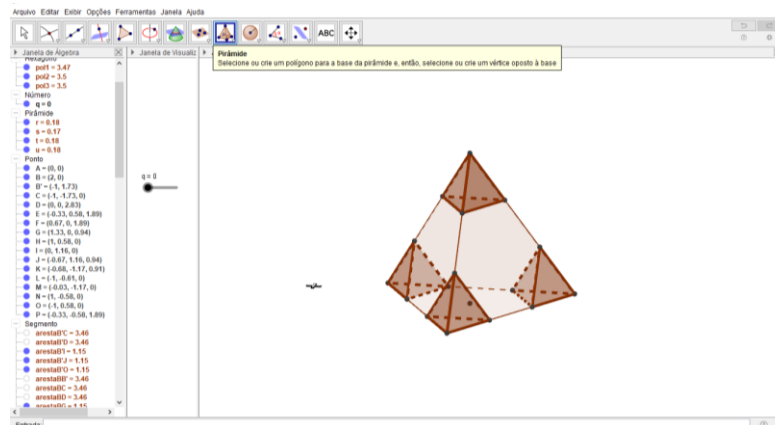 Arquivo Editar Exibir Opções Ferramentas Janela Ajuda
ABC
Janela de Álgebra
Janela de Visualiz
Pirâmide
Selecione ou crie um polígono para a base da pirâmide e, então, selecione ou crie um vértice oposto à base
Hexágono
pol1 = 3.47
pol2 = 3.5
pol3 = 3.5
Número
q = 0
Pirâmide
r = 0.18
s = 0.17
t = 0.18
u = 0.18
Ponto
A = (0, 0)
B = (2, 0)
B' = (-1, 1.73)
C = (-1, -1.73, 0)
D = (0, 0, 2.83)
E = (-0.33, 0.58, 1.89)
F = (0.67, 0, 1.89)
G = (1.33, 0, 0.94)
H = (1, 0.58, 0)
I = (0, 1.16, 0)
J = (-0.67, 1.16, 0.94)
K = (-0.68, -1.17, 0.91)
L = (-1, -0.61, 0)
M = (-0.03, -1.17, 0)
N = (1, -0.58, 0)
O = (-1, 0.58, 0)
P = (-0.33, -0.58, 1.89)
Segmento
arestaB'C = 3.46
arestaB'D = 3.46
arestaB'I = 1.15
arestaB'J = 1.15
arestaB'O = 1.15
arestaBB' = 3.46
arestaBC = 3.46
arestaBD = 3.46
arestaBG = 1.15
q = 0
Entrada